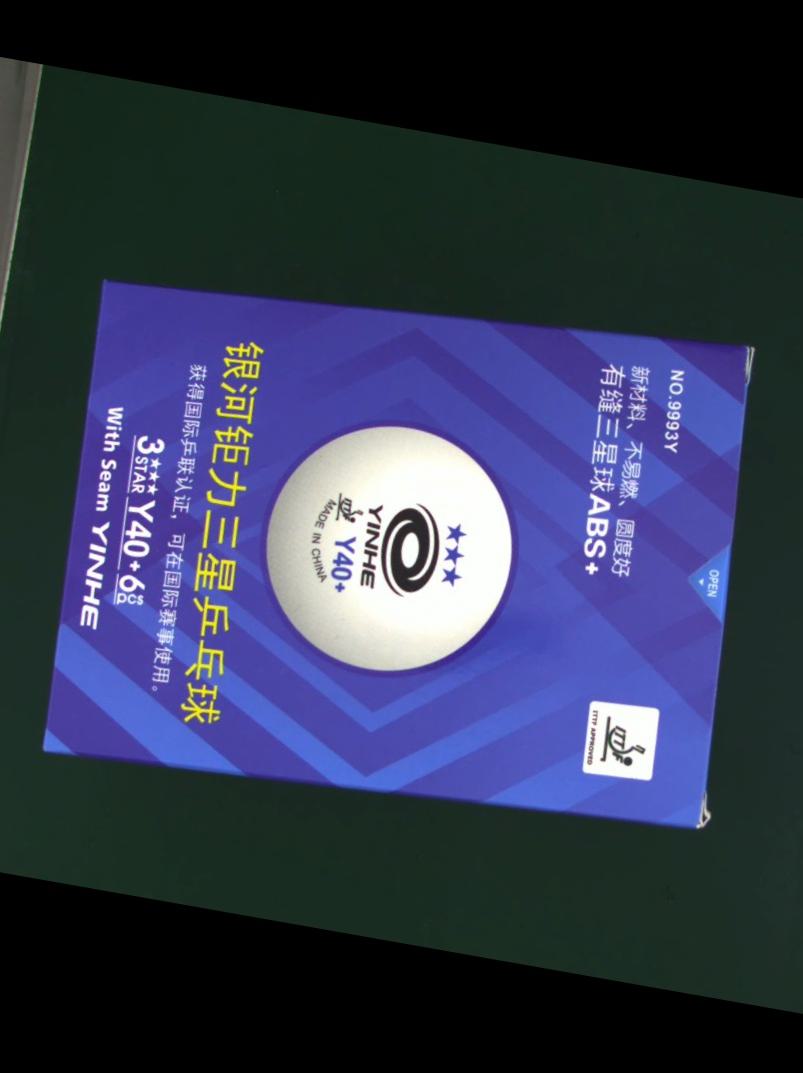 NO.9993Y
新材料、不易燃、圆度好
有缝三星球ABS+
OPEN
ITTF APPROVED
★★★
YINHE
Y40+
MADE IN CHINA
银河钜力三星乒乓球
获得国际乒联认证，可在国际赛事使用。
3★★★STAR Y40+ 6PCS
With Seam YINHE